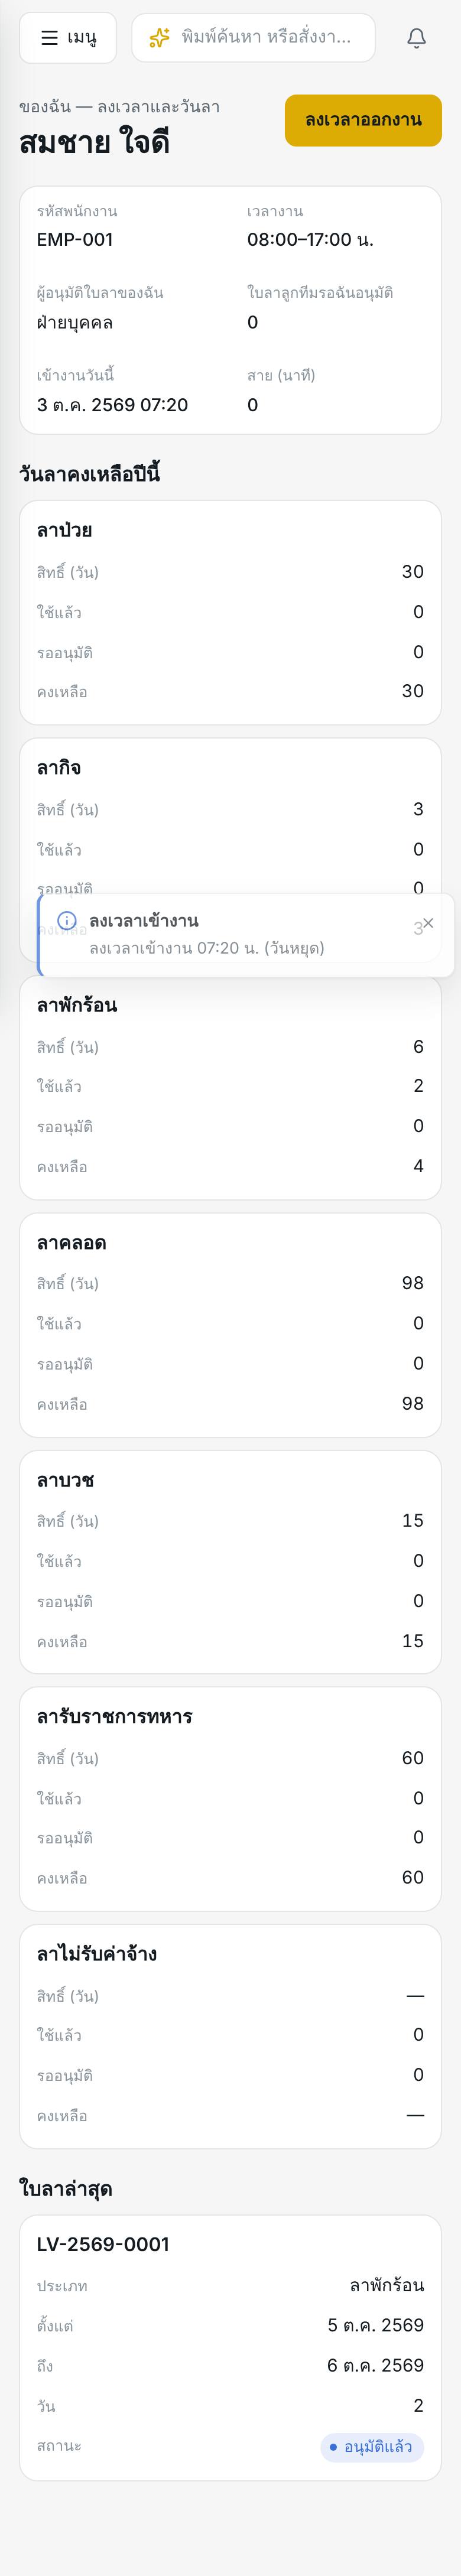 เมนู
พิมพ์ค้นหา หรือสั่งงา...
ของฉัน — ลงเวลาและวันลา
สมชาย ใจดี
ลงเวลาออกงาน
รหัสพนักงาน เวลางาน
EMP-001 08:00–17:00 น.
ผู้อนุมัติใบลาของฉัน ใบลาลูกทีมรอฉันอนุมัติ
ฝ่ายบุคคล 0
เข้างานวันนี้ สาย (นาที)
3 ต.ค. 2569 07:20 0
วันลาคงเหลือปีนี้
ลาป่วย
สิทธิ์ (วัน) 30
ใช้แล้ว 0
รออนุมัติ 0
คงเหลือ 30
ลากิจ
สิทธิ์ (วัน) 3
ใช้แล้ว 0
รออนุมัติ 0
คงเหลือ 3
ลงเวลาเข้างาน
ลงเวลาเข้างาน 07:20 น. (วันหยุด)
ลาพักร้อน
สิทธิ์ (วัน) 6
ใช้แล้ว 2
รออนุมัติ 0
คงเหลือ 4
ลาคลอด
สิทธิ์ (วัน) 98
ใช้แล้ว 0
รออนุมัติ 0
คงเหลือ 98
ลาบวช
สิทธิ์ (วัน) 15
ใช้แล้ว 0
รออนุมัติ 0
คงเหลือ 15
ลารับราชการทหาร
สิทธิ์ (วัน) 60
ใช้แล้ว 0
รออนุมัติ 0
คงเหลือ 60
ลาไม่รับค่าจ้าง
สิทธิ์ (วัน) —
ใช้แล้ว 0
รออนุมัติ 0
คงเหลือ —
ใบลาล่าสุด
LV-2569-0001
ประเภท ลาพักร้อน
ตั้งแต่ 5 ต.ค. 2569
ถึง 6 ต.ค. 2569
วัน 2
สถานะ อนุมัติแล้ว